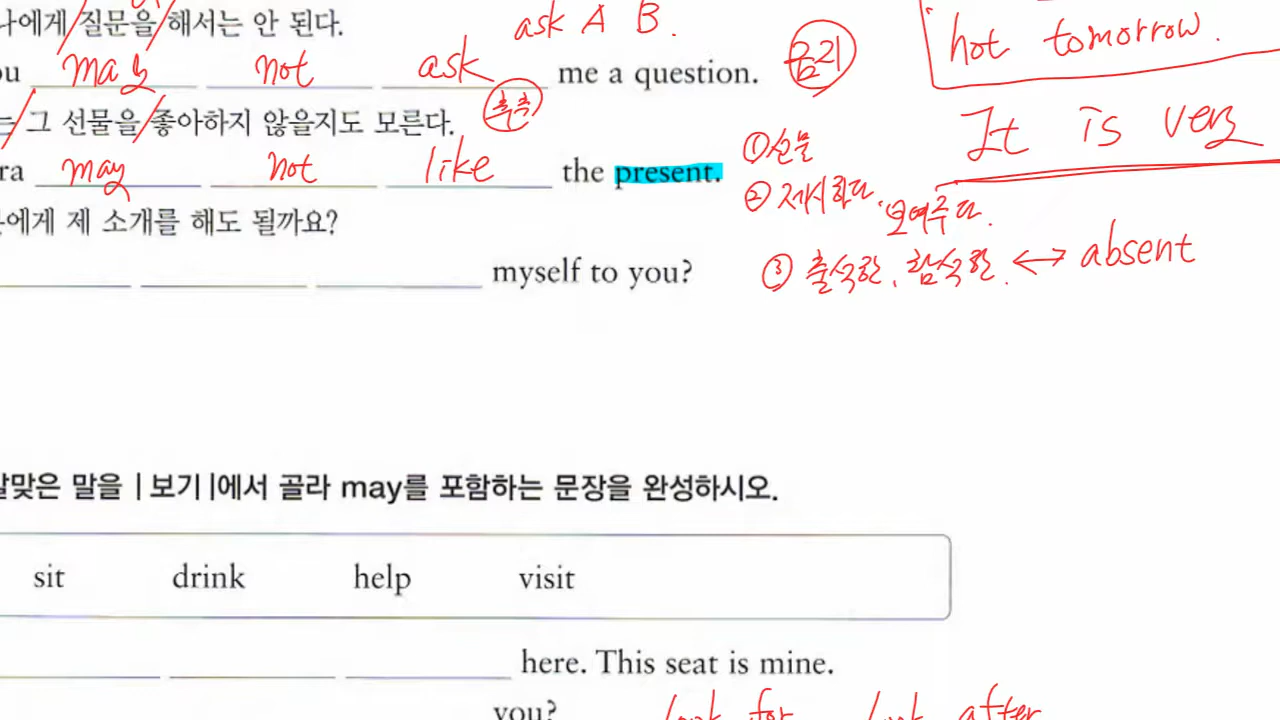 나에게 질문을 해서는 안 된다.
ask A B.
hot tomorrow.
ou may not ask me a question.
금지
는 그 선물을 좋아하지 않을지도 모른다.
추측
It is very
ra may not like the present.
① 선물
② 제시하다, 보여주다.
에게 제 소개를 해도 될까요?
myself to you?
③ 출석한, 참석한 ↔ absent
알맞은 말을 |보기|에서 골라 may를 포함하는 문장을 완성하시오.
sit drink help visit
here. This seat is mine.
you?
look for look after